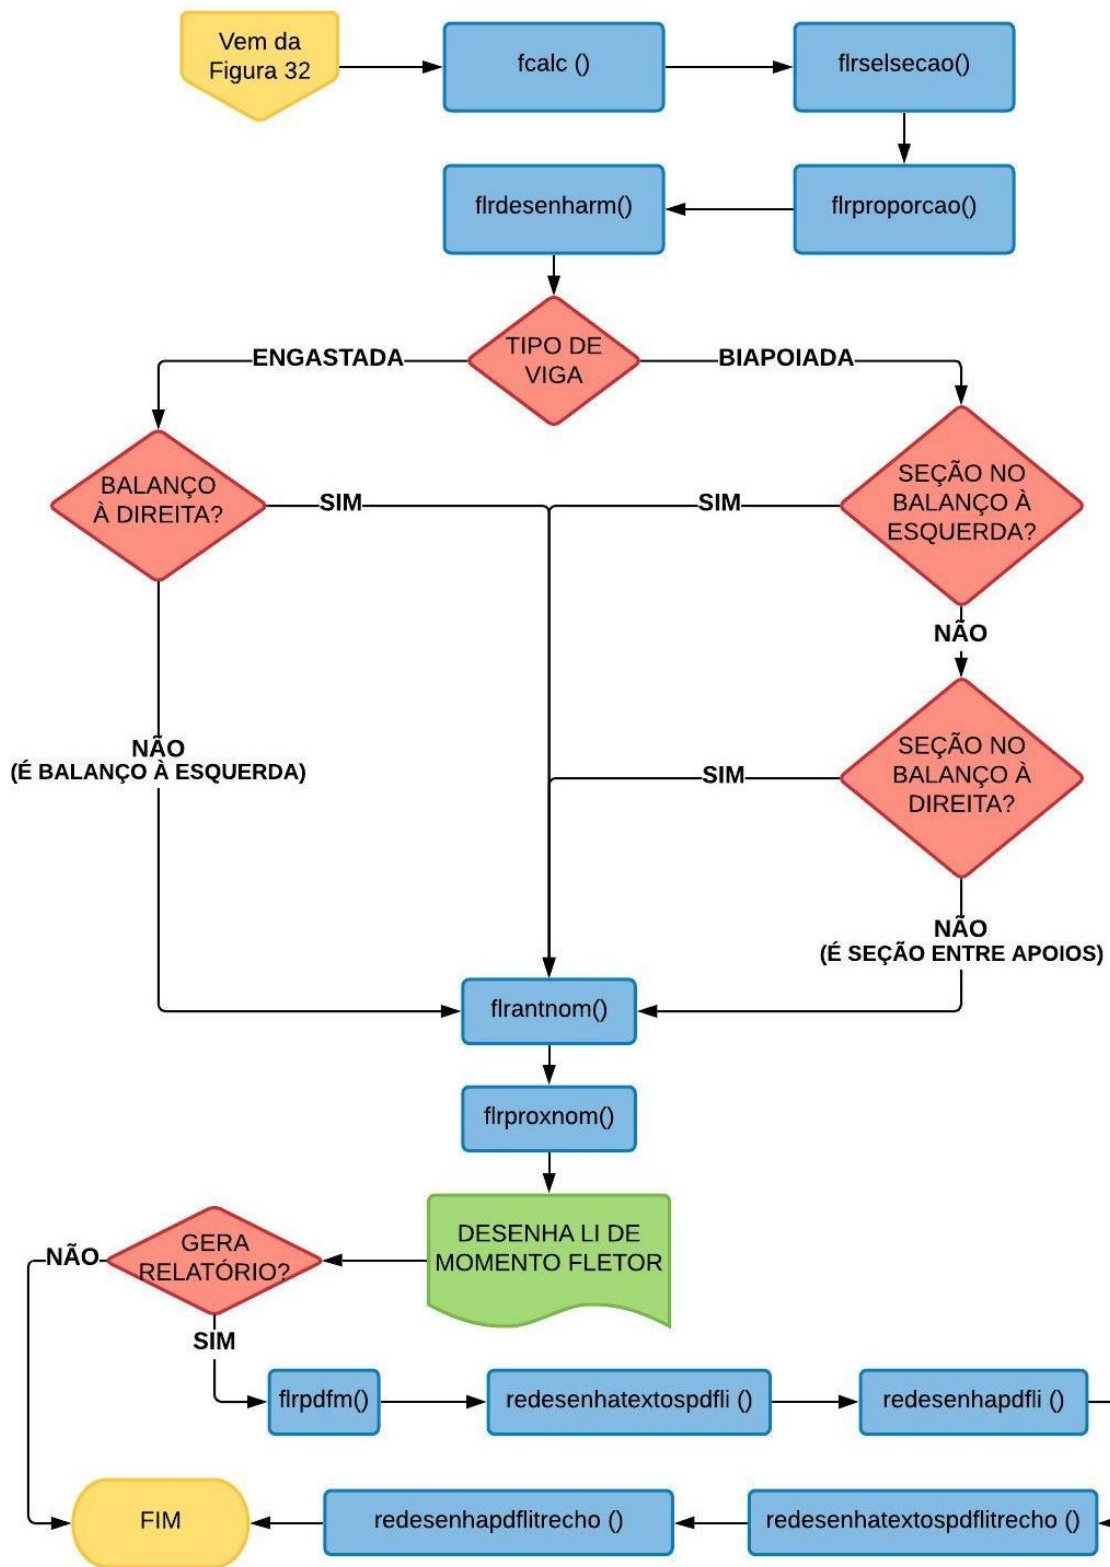 Vem da
Figura 32
fcalc ()
flrselsecao()
flrdesenharm()
flrproporcao()
ENGASTADA
TIPO DE
VIGA
BIAPOIADA
BALANÇO
À DIREITA?
SIM
SIM
SEÇÃO NO
BALANÇO À
ESQUERDA?
NÃO
NÃO
(É BALANÇO À ESQUERDA)
SIM
SEÇÃO NO
BALANÇO À
DIREITA?
NÃO
(É SEÇÃO ENTRE APOIOS)
flrantnom()
flrproxnom()
DESENHA LI DE
MOMENTO FLETOR
GERA
RELATÓRIO?
NÃO
SIM
flrpdfm()
redesenhatextospdfli ()
redesenhapdfli ()
FIM
redesenhapdflitrecho ()
redesenhatextospdflitrecho ()